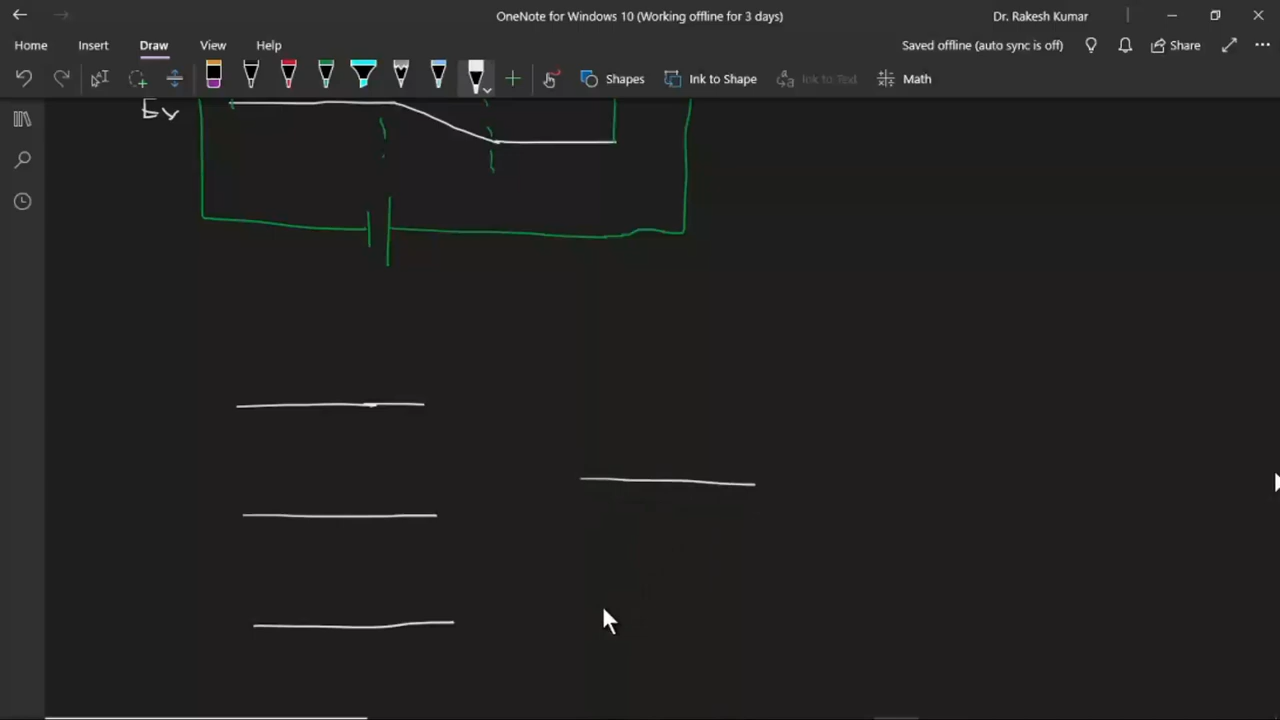 OneNote for Windows 10 (Working offline for 3 days)
Dr. Rakesh Kumar
Home Insert Draw View Help
Saved offline (auto sync is off)
Share
Shapes
Ink to Shape
Ink to Text
Math
Ev